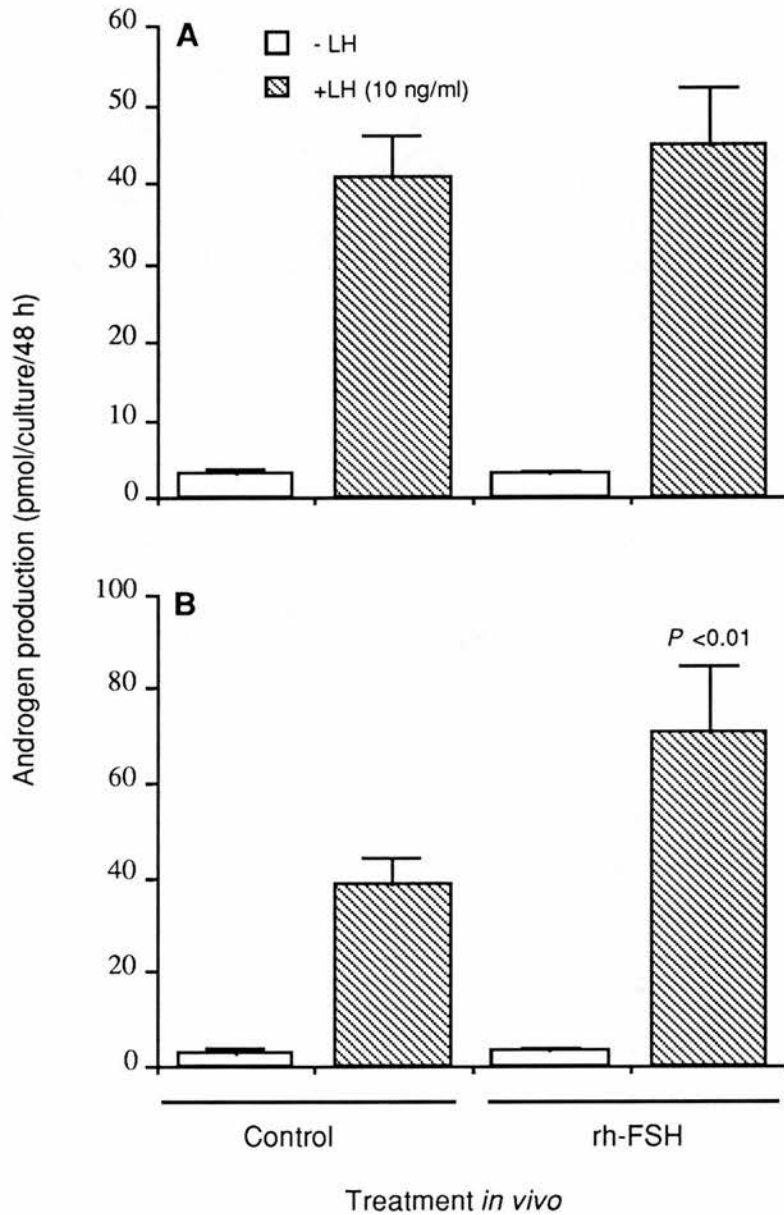 A
- LH
+LH (10 ng/ml)
60
50
40
30
20
10
0
B
P <0.01
100
80
60
40
20
0
Androgen production (pmol/culture/48 h)
Control
rh-FSH
Treatment in vivo